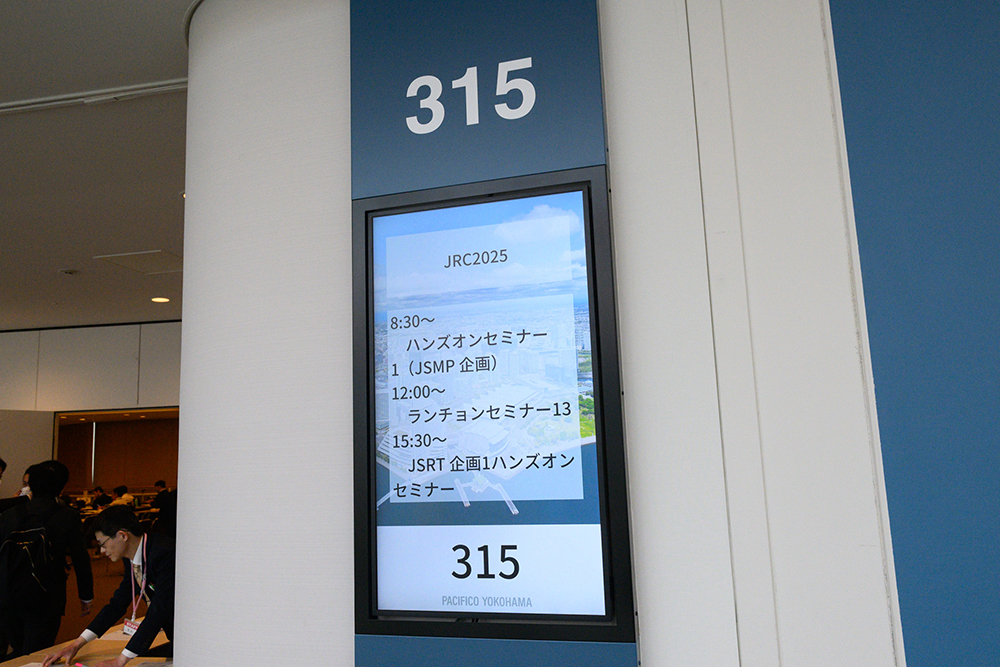 315
JRC2025
8:30～
ハンズオンセミナー
1（JSMP 企画）
12:00～
ランチョンセミナー13
15:30～
JSRT 企画1ハンズオン
セミナー
315
PACIFICO YOKOHAMA